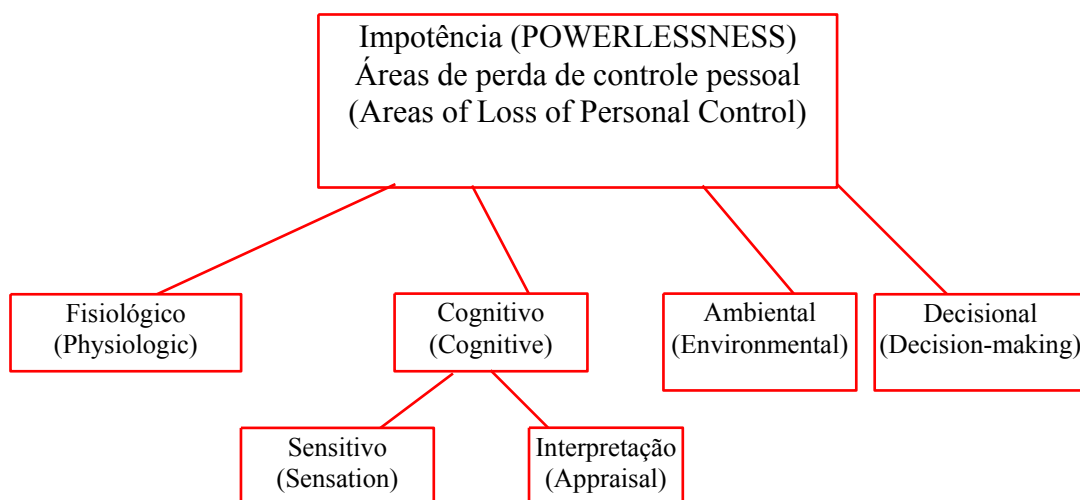 Impotência (POWERLESSNESS)
Áreas de perda de controle pessoal
(Areas of Loss of Personal Control)
Fisiológico
(Physiologic)
Cognitivo
(Cognitive)
Ambiental
(Environmental)
Decisional
(Decision-making)
Sensitivo
(Sensation)
Interpretação
(Appraisal)